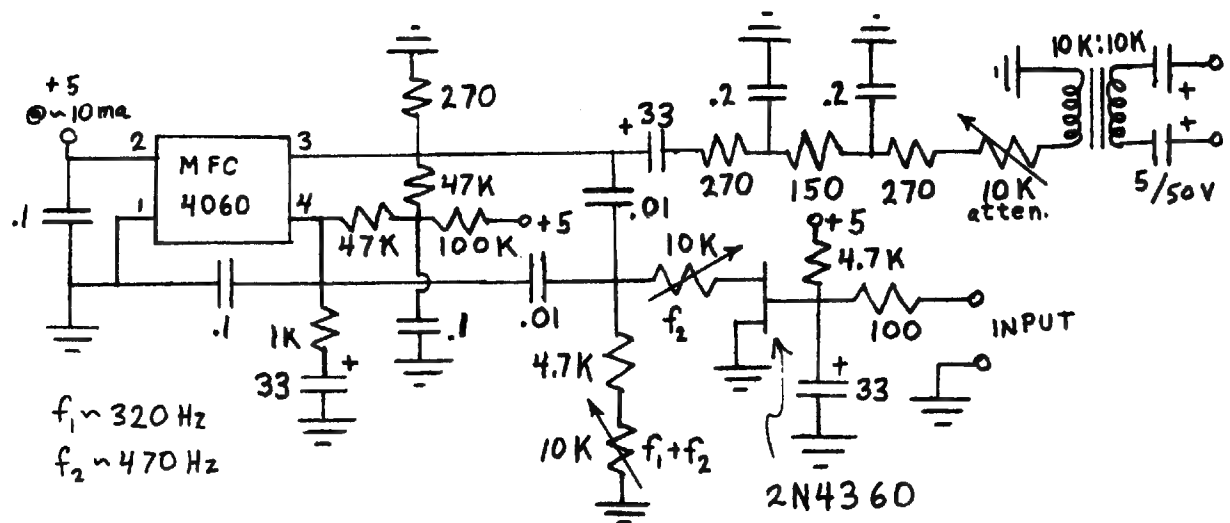 +5
@~10ma
2
3
MFC
4060
1
4
.1
270
47K
47K
100K
+5
.1
.01
.01
+33
.2
.2
270
150
270
10K
atten.
10K:10K
+
+
5/50V
10K
f₂
+5
4.7K
100
INPUT
1K
33
+
.1
4.7K
10K
f₁+f₂
+
33
2N4360
f₁ ~ 320 Hz
f₂ ~ 470 Hz